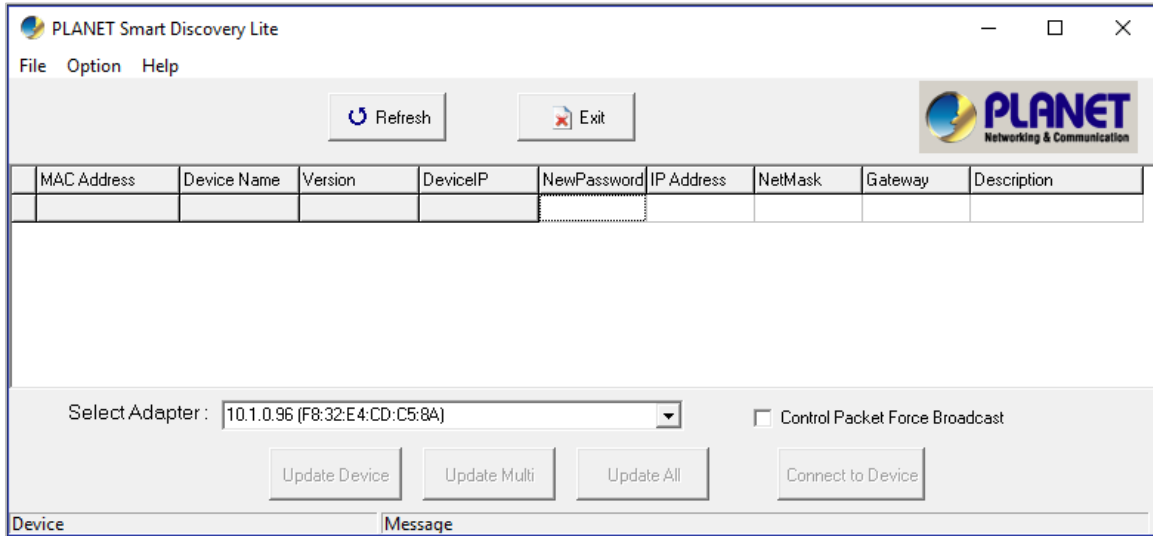 PLANET Smart Discovery Lite
File Option Help
Refresh Exit
PLANET
Networking & Communication
MAC Address Device Name Version DeviceIP NewPassword IP Address NetMask Gateway Description
Select Adapter : 10.1.0.96 (F8:32:E4:CD:C5:8A) Control Packet Force Broadcast
Update Device Update Multi Update All Connect to Device
Device Message